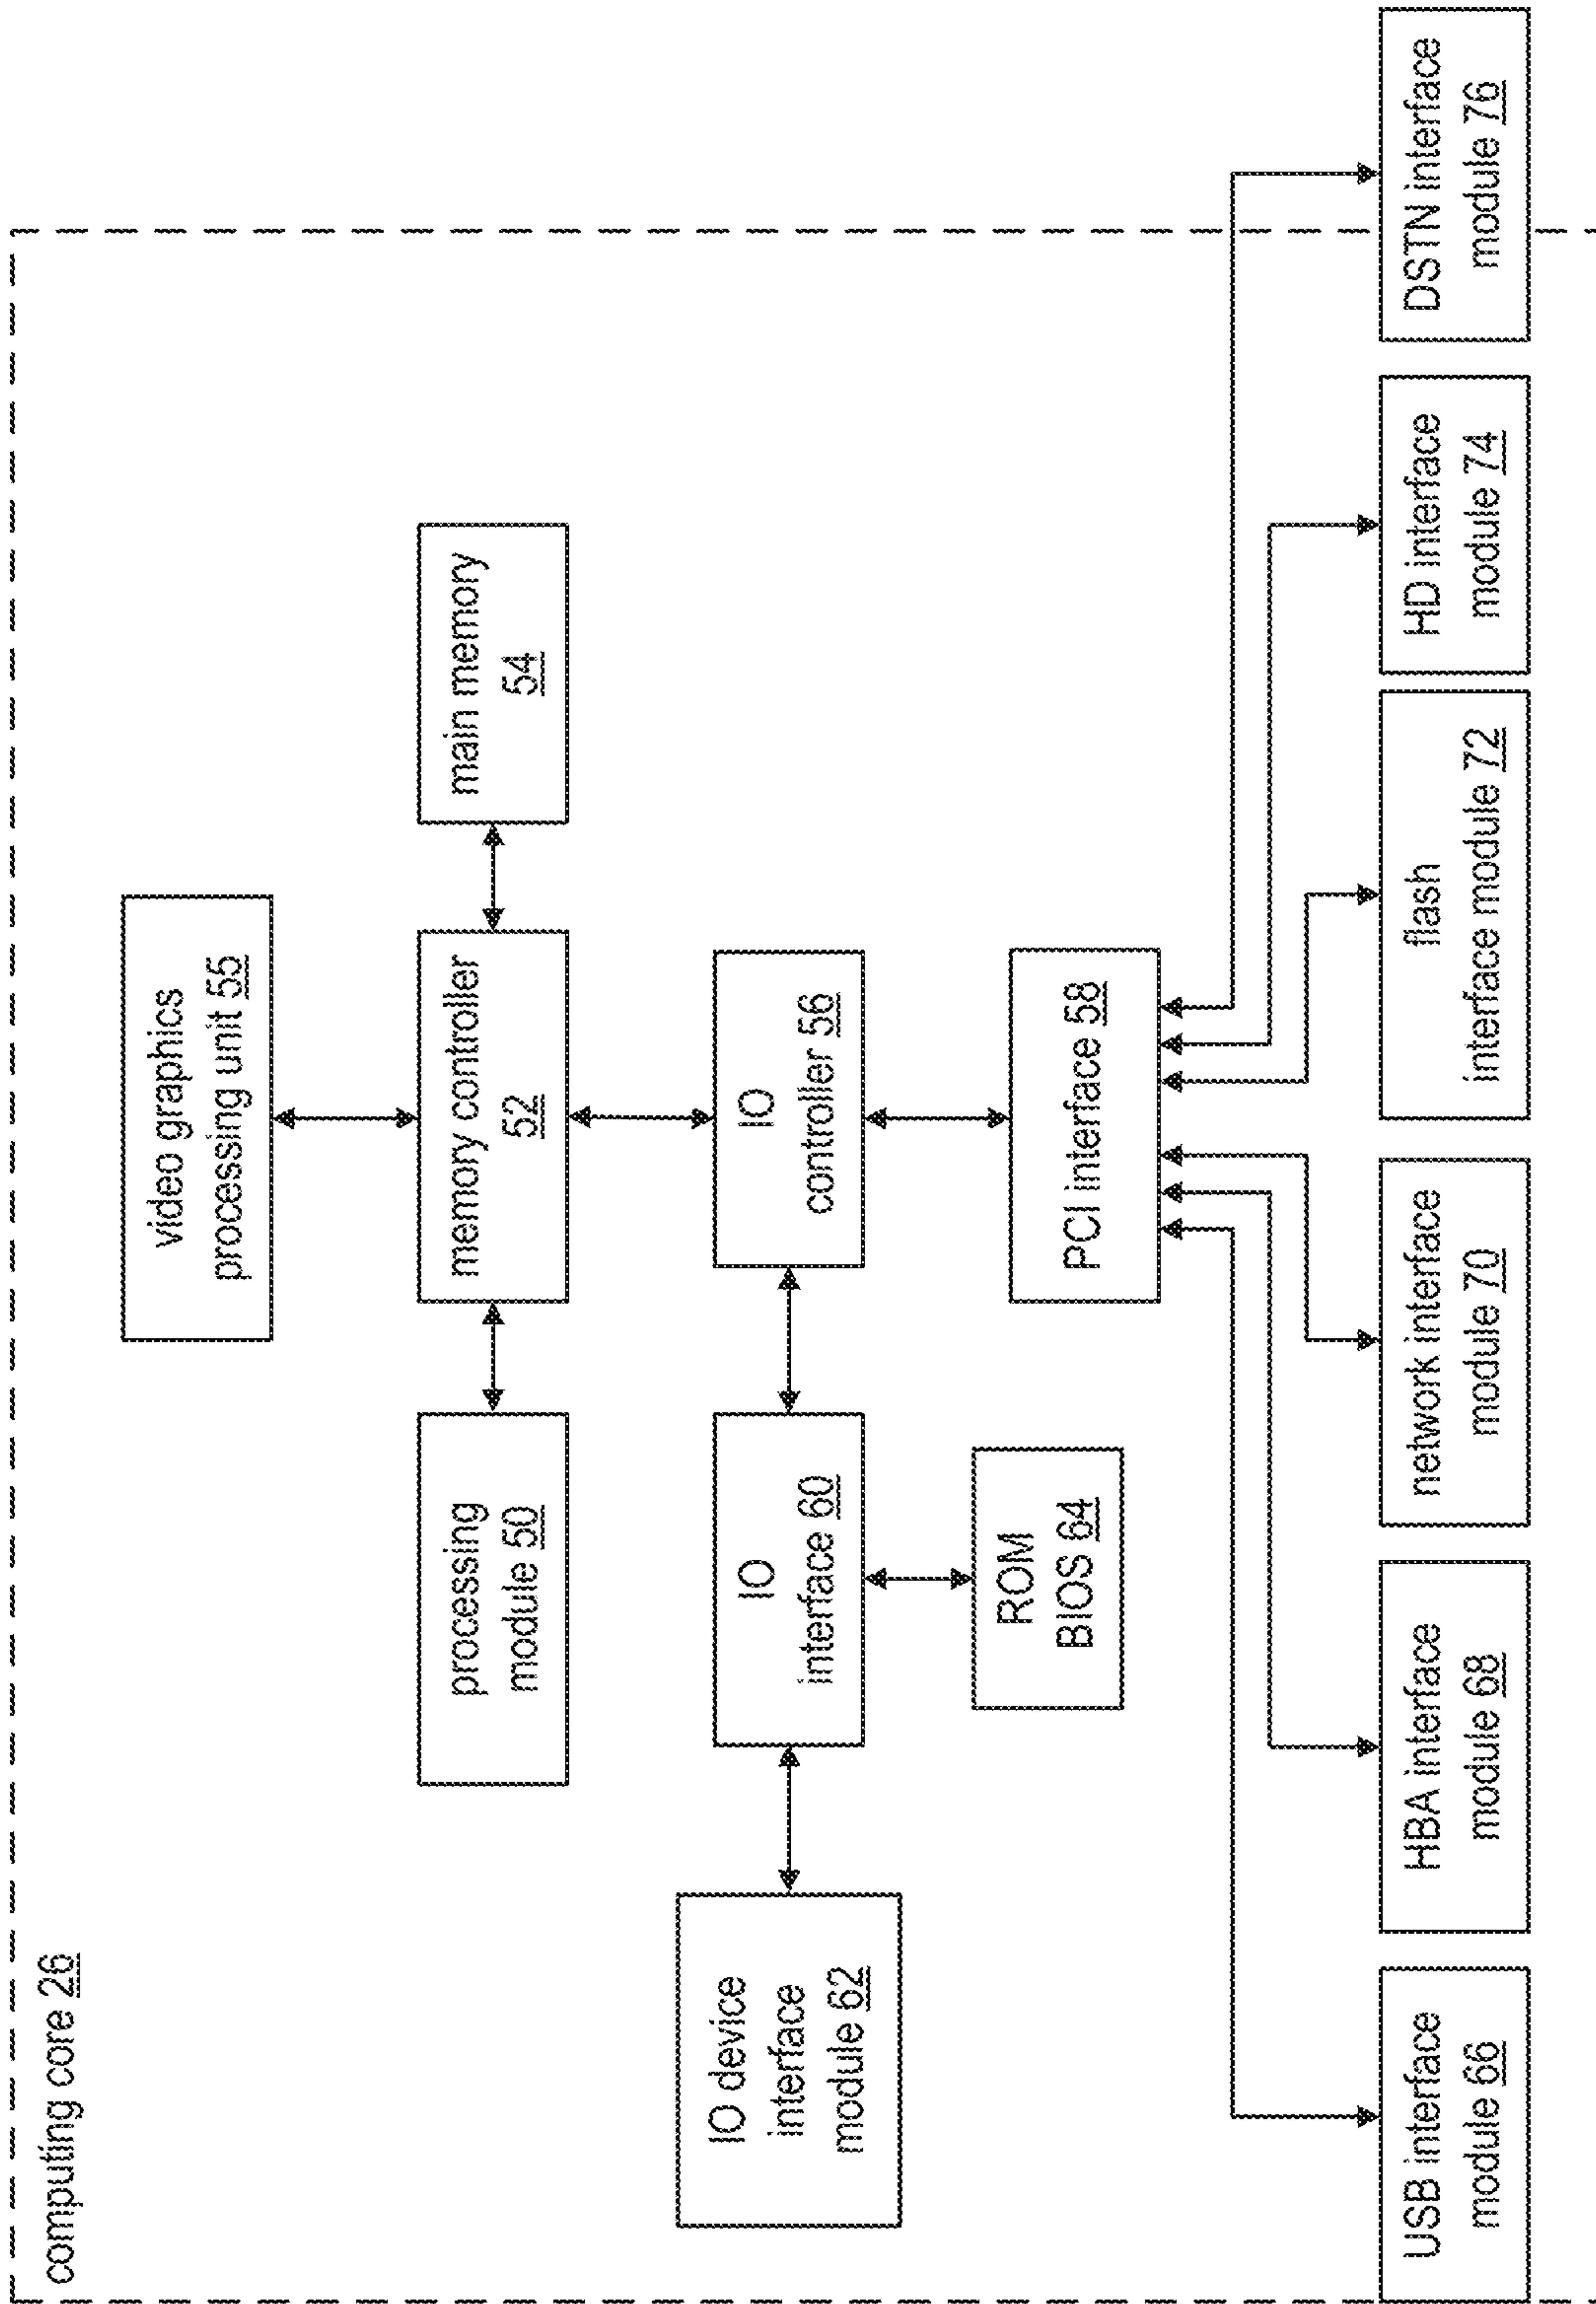 computing core 26
video graphics
processing unit 55
processing
module 50
memory controller
52
main memory
54
IO device
interface
module 62
IO
interface 60
IO
controller 56
ROM
BIOS 64
PCI interface 58
USB interface
module 66
HBA interface
module 68
network interface
module 70
flash
interface module 72
HD interface
module 74
DSTN interface
module 76